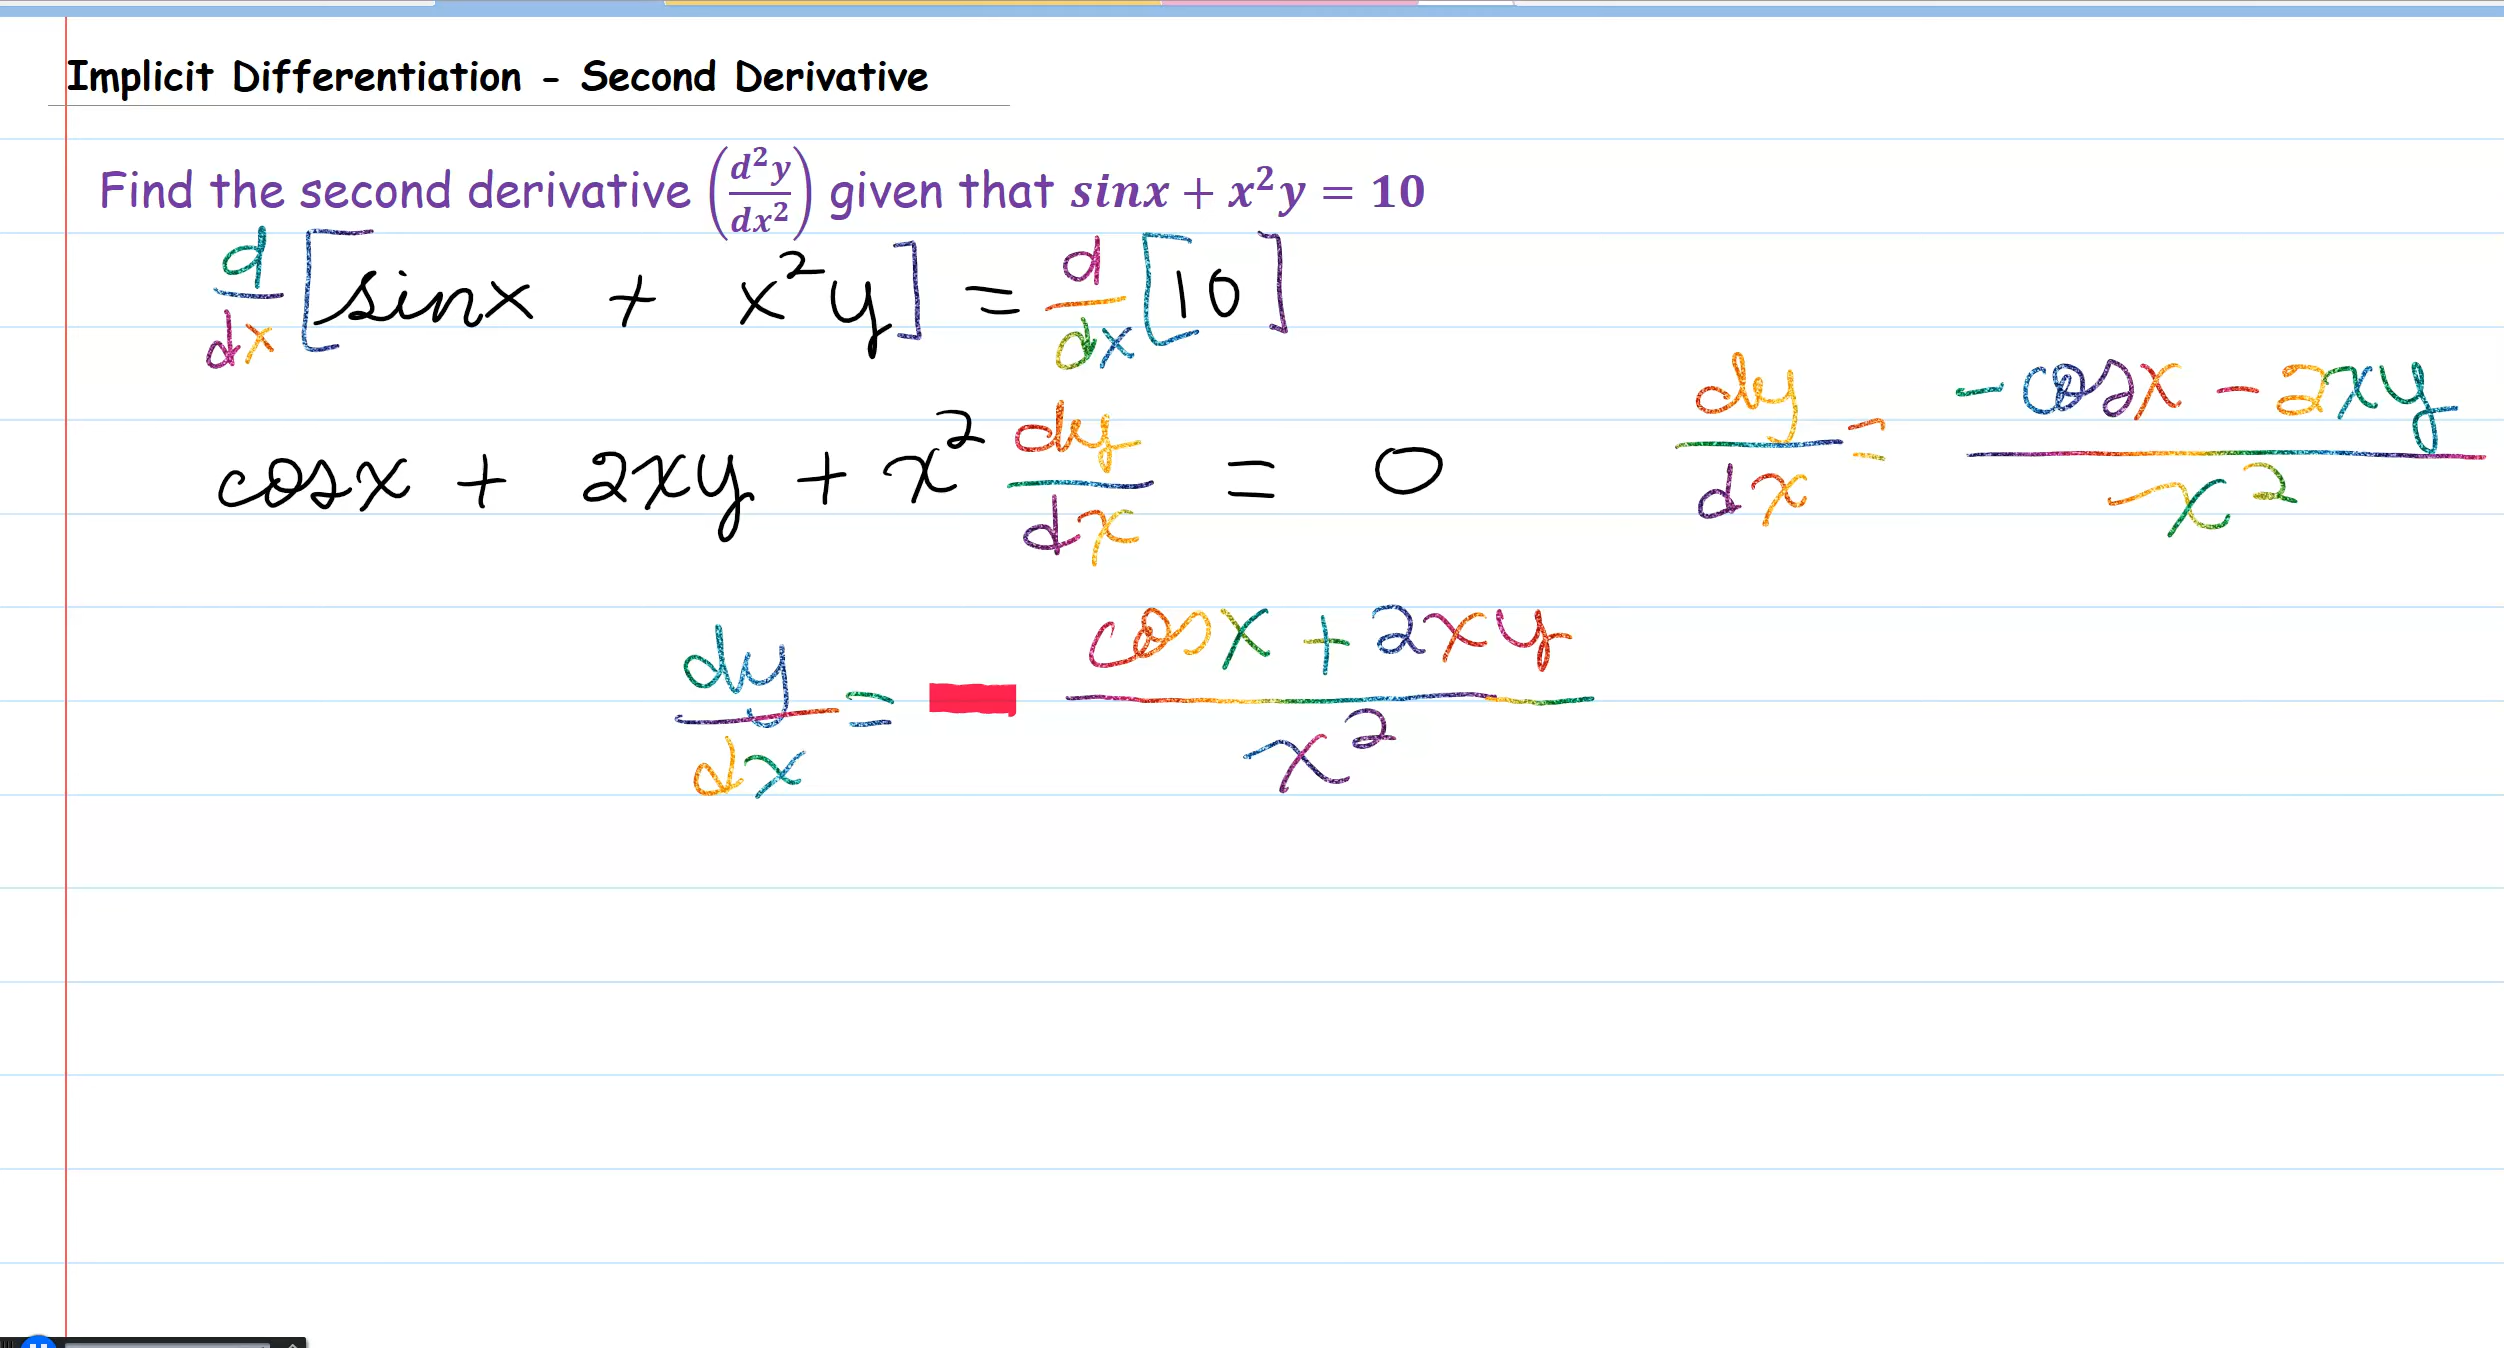 Implicit Differentiation - Second Derivative
Find the second derivative (d²y/dx²) given that sinx + x²y = 10
d/dx [sinx + x²y] = d/dx [10]
cosx + 2xy + x² dy/dx = 0
dy/dx = (-cosx - 2xy)/x²
dy/dx = - (cosx + 2xy)/x²